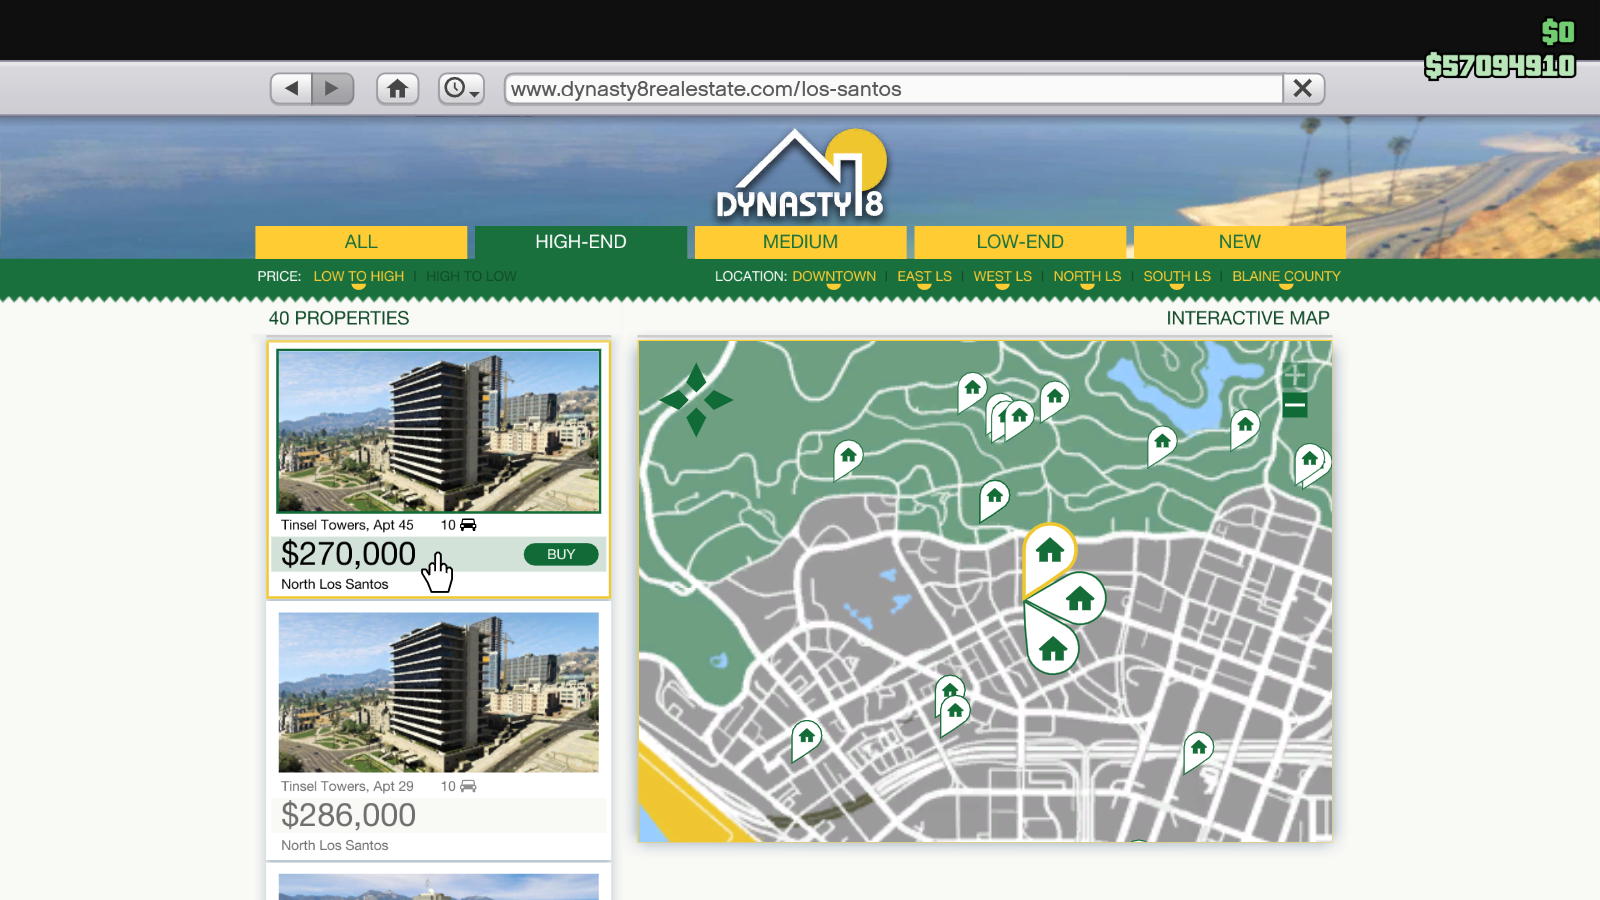 $0
$57094910
www.dynasty8realestate.com/los-santos
DYNASTY 8
ALL
HIGH-END
MEDIUM
LOW-END
NEW
PRICE: LOW TO HIGH | HIGH TO LOW
LOCATION: DOWNTOWN | EAST LS | WEST LS | NORTH LS | SOUTH LS | BLAINE COUNTY
40 PROPERTIES
INTERACTIVE MAP
Tinsel Towers, Apt 45 10
$270,000 BUY
North Los Santos
Tinsel Towers, Apt 29 10
$286,000
North Los Santos